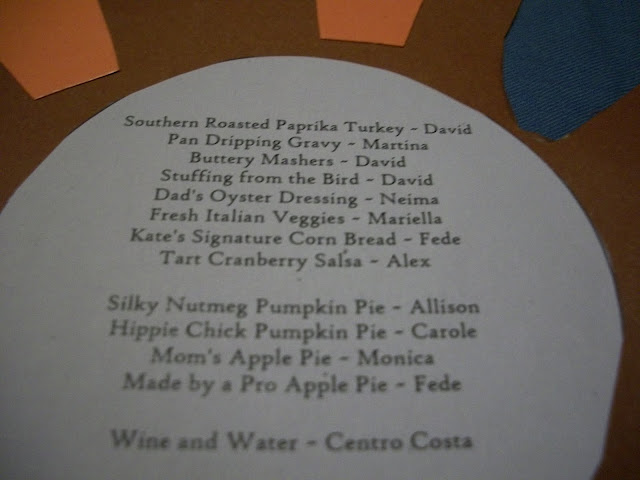 Southern Roasted Paprika Turkey ~ David
Pan Dripping Gravy ~ Martina
Buttery Mashers ~ David
Stuffing from the Bird ~ David
Dad's Oyster Dressing ~ Neima
Fresh Italian Veggies ~ Mariella
Kate's Signature Corn Bread ~ Fede
Tart Cranberry Salsa ~ Alex
Silky Nutmeg Pumpkin Pie ~ Allison
Hippie Chick Pumpkin Pie ~ Carole
Mom's Apple Pie ~ Monica
Made by a Pro Apple Pie ~ Fede
Wine and Water ~ Centro Costa